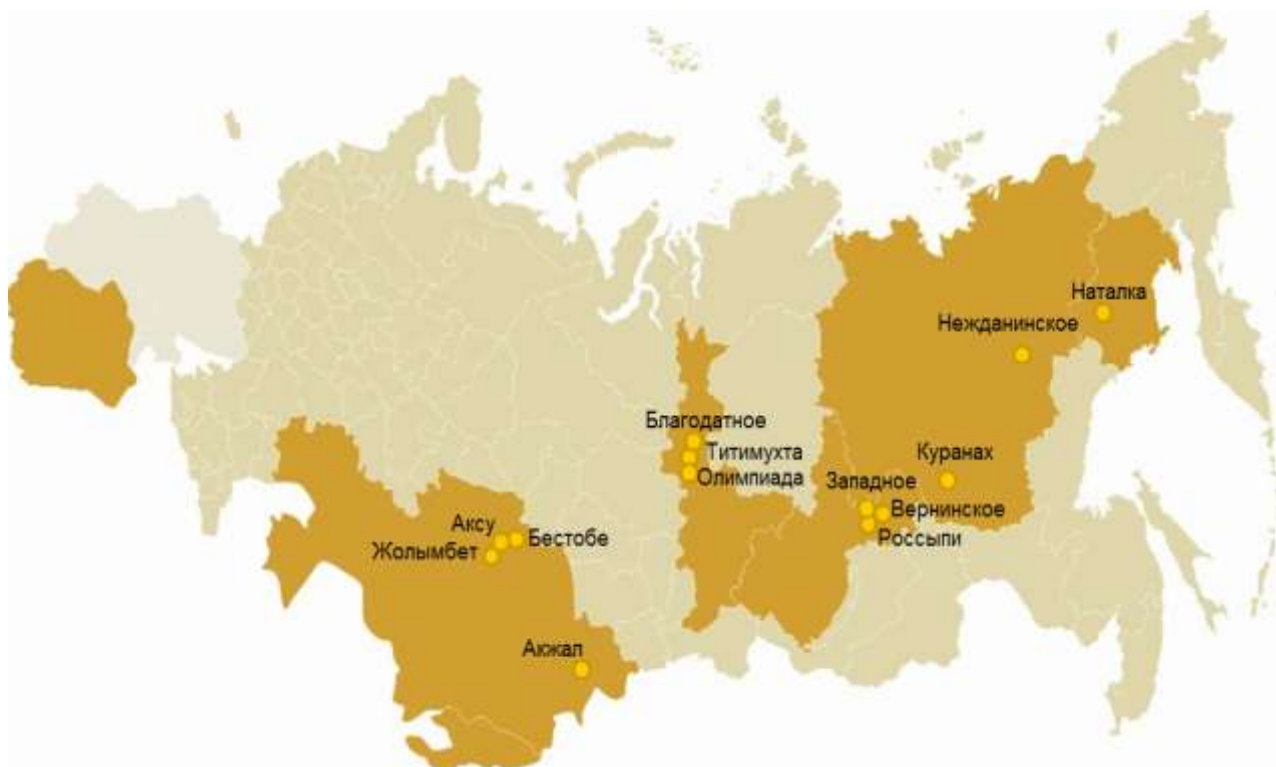 Наталка
Нежданинское
Благодатное
Титимухта
Олимпиада
Куранах
Западное
Вернинское
Россыпи
Аксу
Бестобе
Жолымбет
Акжал